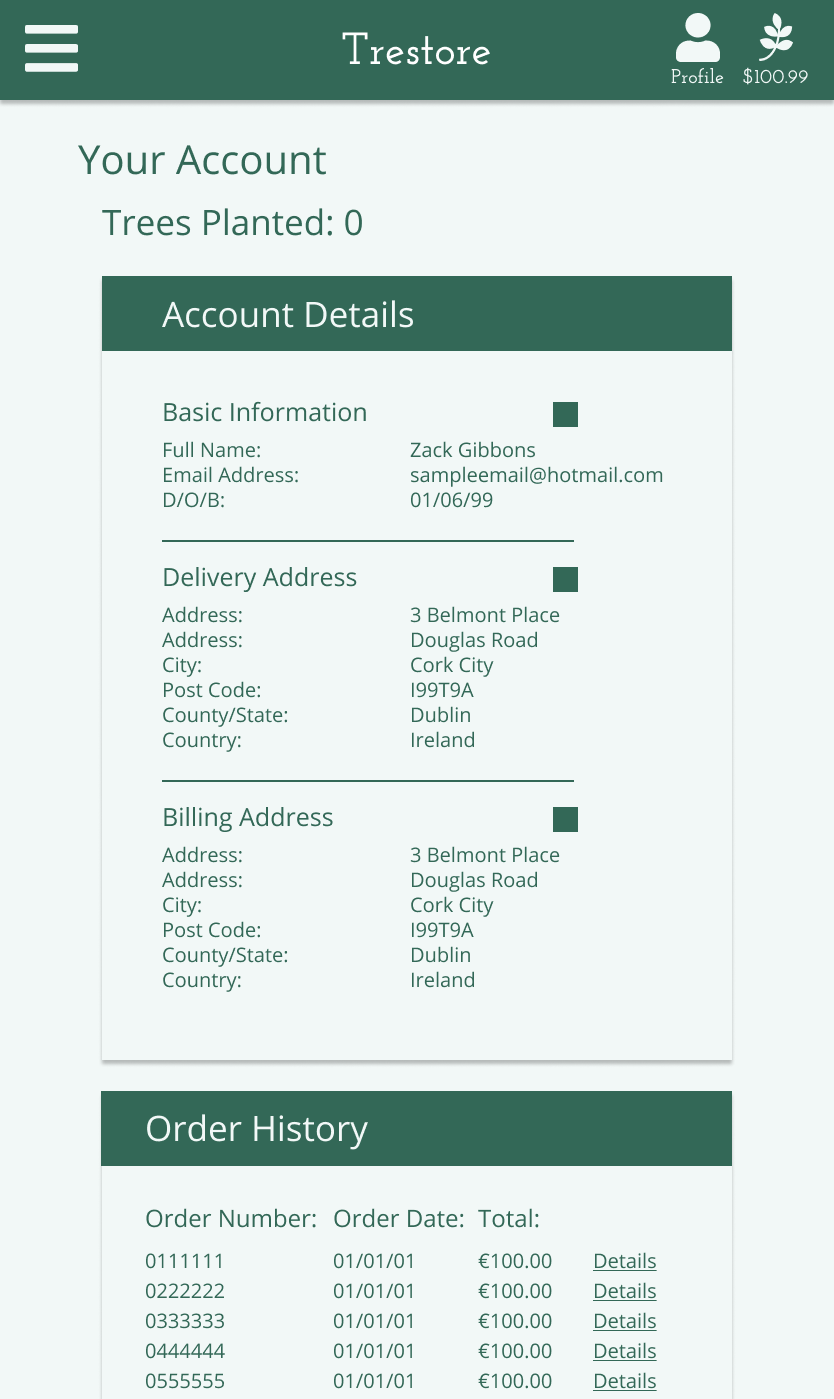 Trestore
Profile $100.99
Your Account
Trees Planted: 0
Account Details
Basic Information
Full Name: Zack Gibbons
Email Address: sampleemail@hotmail.com
D/O/B: 01/06/99
Delivery Address
Address: 3 Belmont Place
Address: Douglas Road
City: Cork City
Post Code: I99T9A
County/State: Dublin
Country: Ireland
Billing Address
Address: 3 Belmont Place
Address: Douglas Road
City: Cork City
Post Code: I99T9A
County/State: Dublin
Country: Ireland
Order History
Order Number: Order Date: Total:
0111111 01/01/01 €100.00 Details
0222222 01/01/01 €100.00 Details
0333333 01/01/01 €100.00 Details
0444444 01/01/01 €100.00 Details
0555555 01/01/01 €100.00 Details